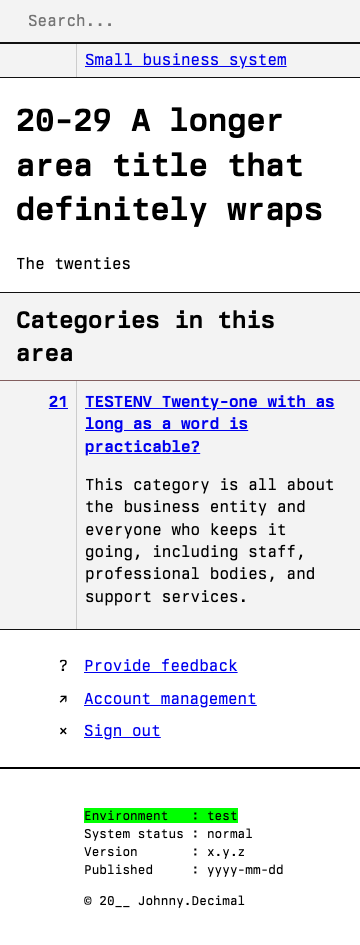 Search...
Small business system
20-29 A longer
area title that
definitely wraps
The twenties
Categories in this
area
21 TESTENV Twenty-one with as
long as a word is
practicable?
This category is all about
the business entity and
everyone who keeps it
going, including staff,
professional bodies, and
support services.
? Provide feedback
↗ Account management
× Sign out
Environment : test
System status : normal
Version : x.y.z
Published : yyyy-mm-dd
© 20__ Johnny.Decimal